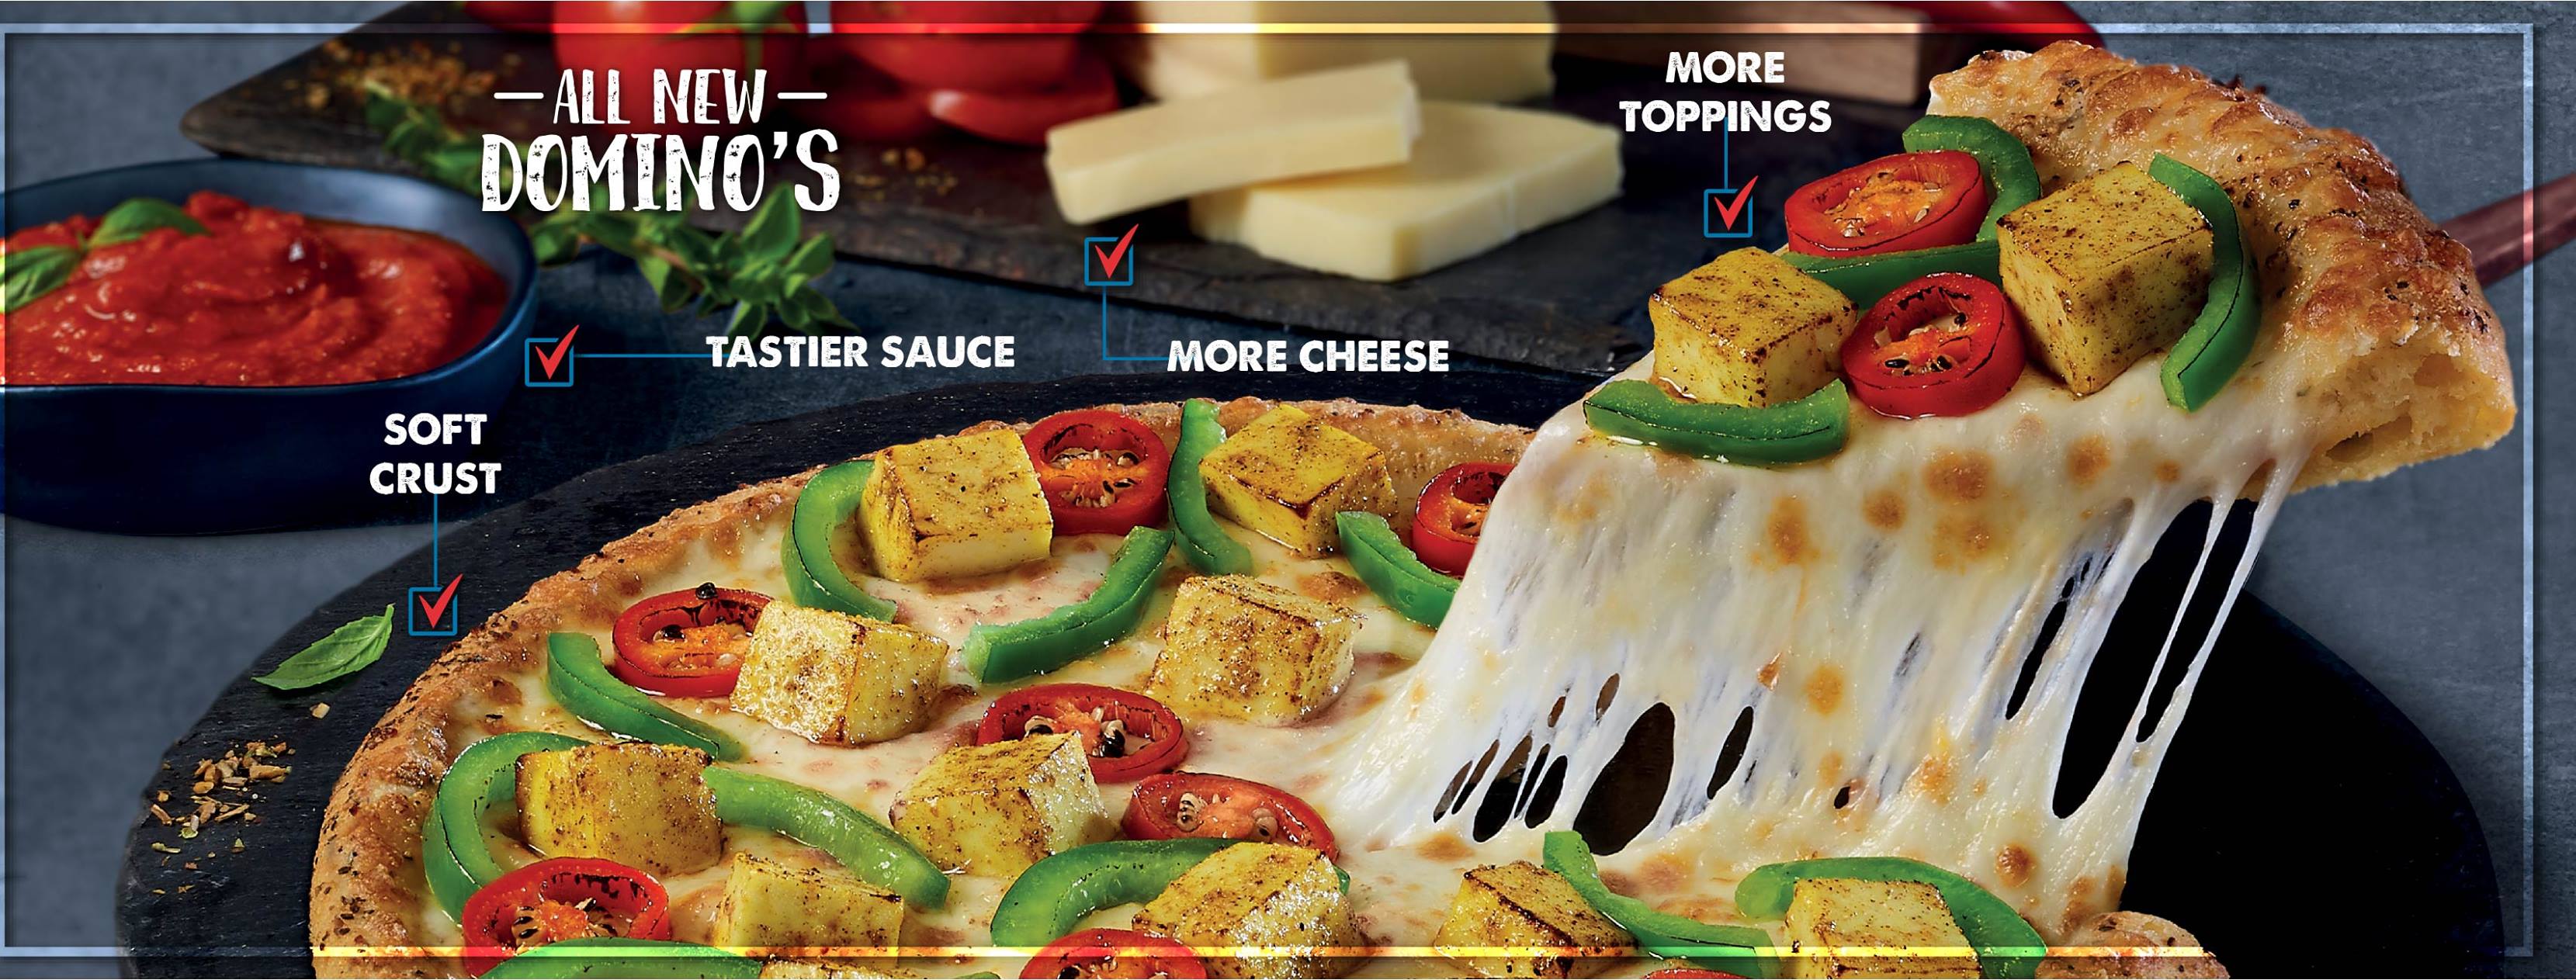 ALL NEW
DOMINO'S
MORE
TOPPINGS
TASTIER SAUCE
MORE CHEESE
SOFT
CRUST